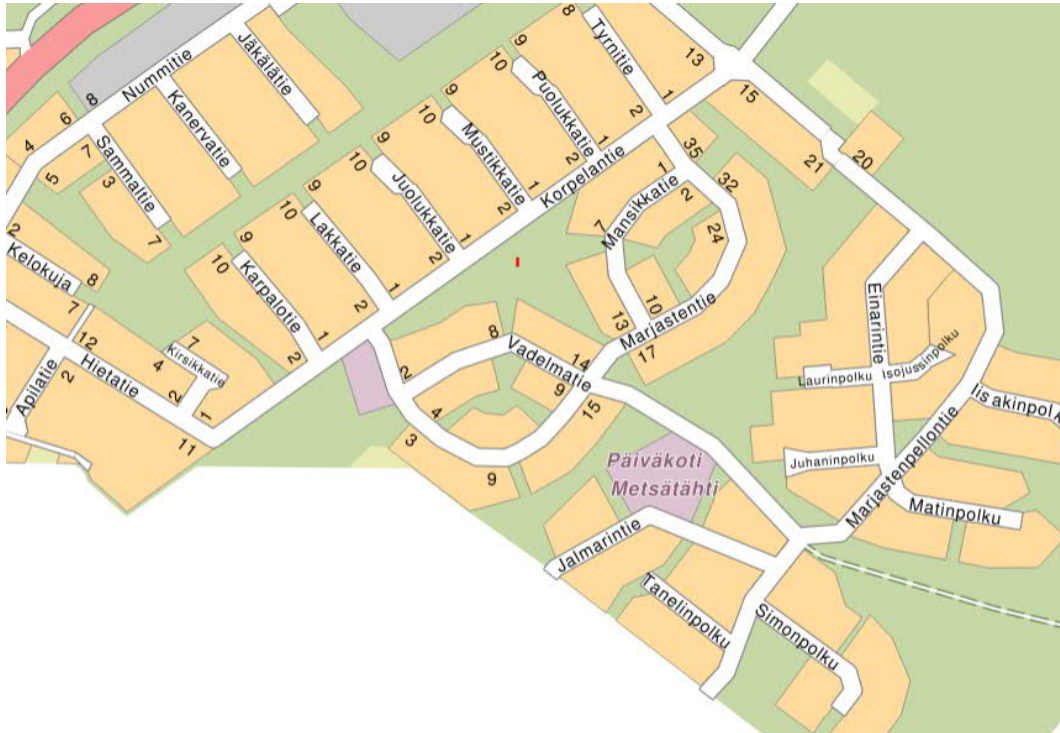 8
Tyrnitie
13
9
10
Jäkälätie
Nummitie
8
6
4
Kanervatie
7
Sammaltie
5
3
7
Puolukkatie
1
2
15
9
10
Mustikkatie
1
2
35
21
20
9
10
Juolukkatie
1
2
Korpelantie
1
Mansikkatie
2
32
9
10
Lakkatie
1
2
7
24
2
Kelokuja
8
7
10
9
Karpalotie
1
2
10
13
Marjastentie
17
Einarintie
12
Hietatie
4
7
Kirsikkatie
2
1
Apilatie
2
11
8
Vadelmatie
14
9
2
4
15
3
9
Laurinpolku
Isojussinpolku
Iisakinpolk
Päiväkoti
Metsätähti
Juhaninpolku
Marjastenpellontie
Matinpolku
Jalmarintie
Tanelinpolku
Simonpolku